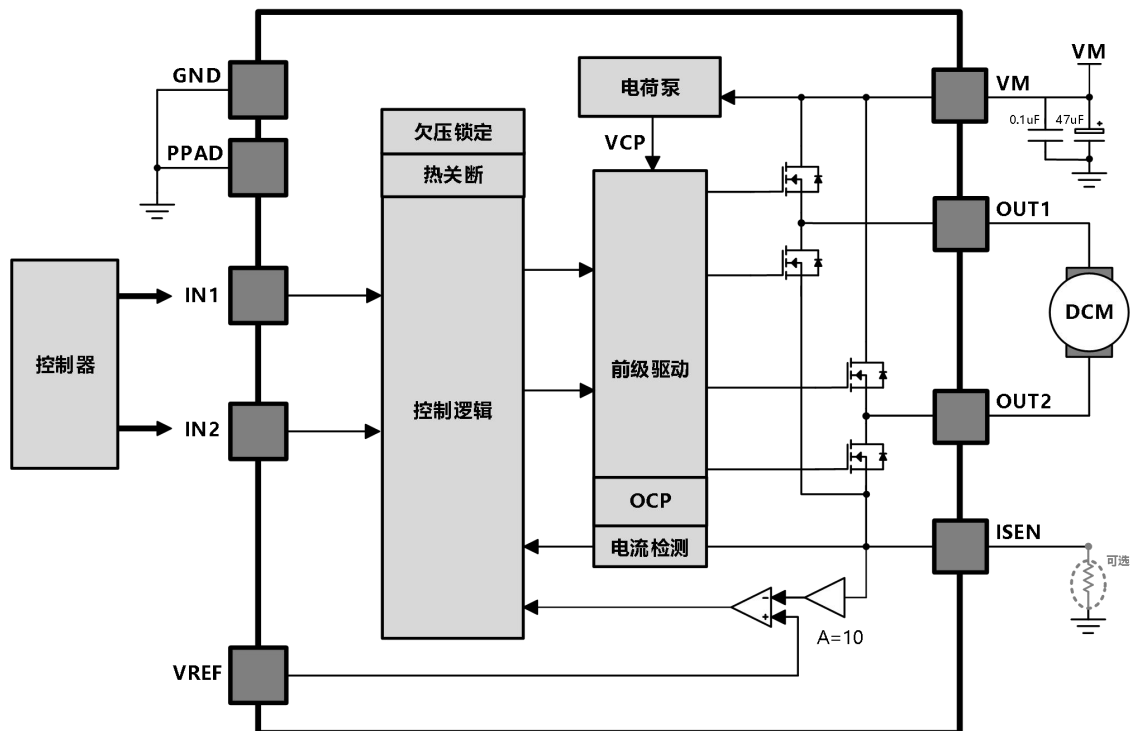 GND
PPAD
IN1
IN2
VREF
控制器
欠压锁定
热关断
控制逻辑
电荷泵
VCP
前级驱动
OCP
电流检测
-
+
A=10
VM
VM
0.1uF
47uF
+
OUT1
DCM
OUT2
ISEN
可选